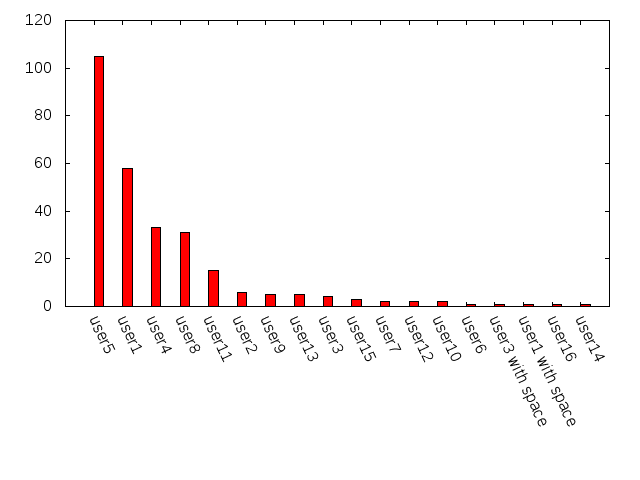 120
100
80
60
40
20
0
user5
user1
user4
user8
user11
user2
user9
user13
user3
user15
user7
user12
user10
user6
user3 with space
user1 with space
user16
user14